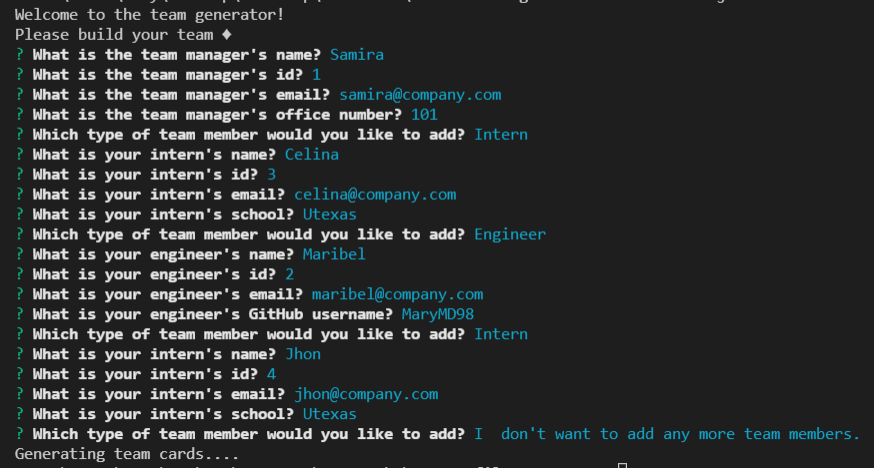 Welcome to the team generator!
Please build your team ♦
? What is the team manager's name? Samira
? What is the team manager's id? 1
? What is the team manager's email? samira@company.com
? What is the team manager's office number? 101
? Which type of team member would you like to add? Intern
? What is your intern's name? Celina
? What is your intern's id? 3
? What is your intern's email? celina@company.com
? What is your intern's school? Utexas
? Which type of team member would you like to add? Engineer
? What is your engineer's name? Maribel
? What is your engineer's id? 2
? What is your engineer's email? maribel@company.com
? What is your engineer's GitHub username? MaryMD98
? Which type of team member would you like to add? Intern
? What is your intern's name? Jhon
? What is your intern's id? 4
? What is your intern's email? jhon@company.com
? What is your intern's school? Utexas
? Which type of team member would you like to add? I  don't want to add any more team members.
Generating team cards....